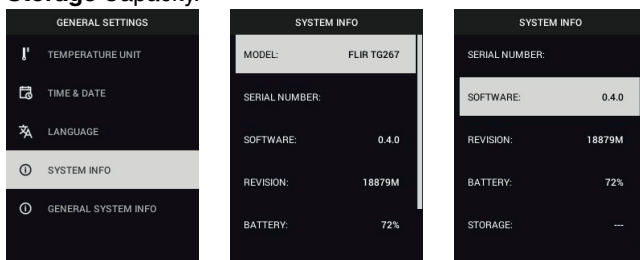 Storage Capacity.
GENERAL SETTINGS
TEMPERATURE UNIT
TIME & DATE
LANGUAGE
SYSTEM INFO
GENERAL SYSTEM INFO
SYSTEM INFO
MODEL: FLIR TG267
SERIAL NUMBER:
SOFTWARE: 0.4.0
REVISION: 18879M
BATTERY: 72%
SYSTEM INFO
SERIAL NUMBER:
SOFTWARE: 0.4.0
REVISION: 18879M
BATTERY: 72%
STORAGE: ---